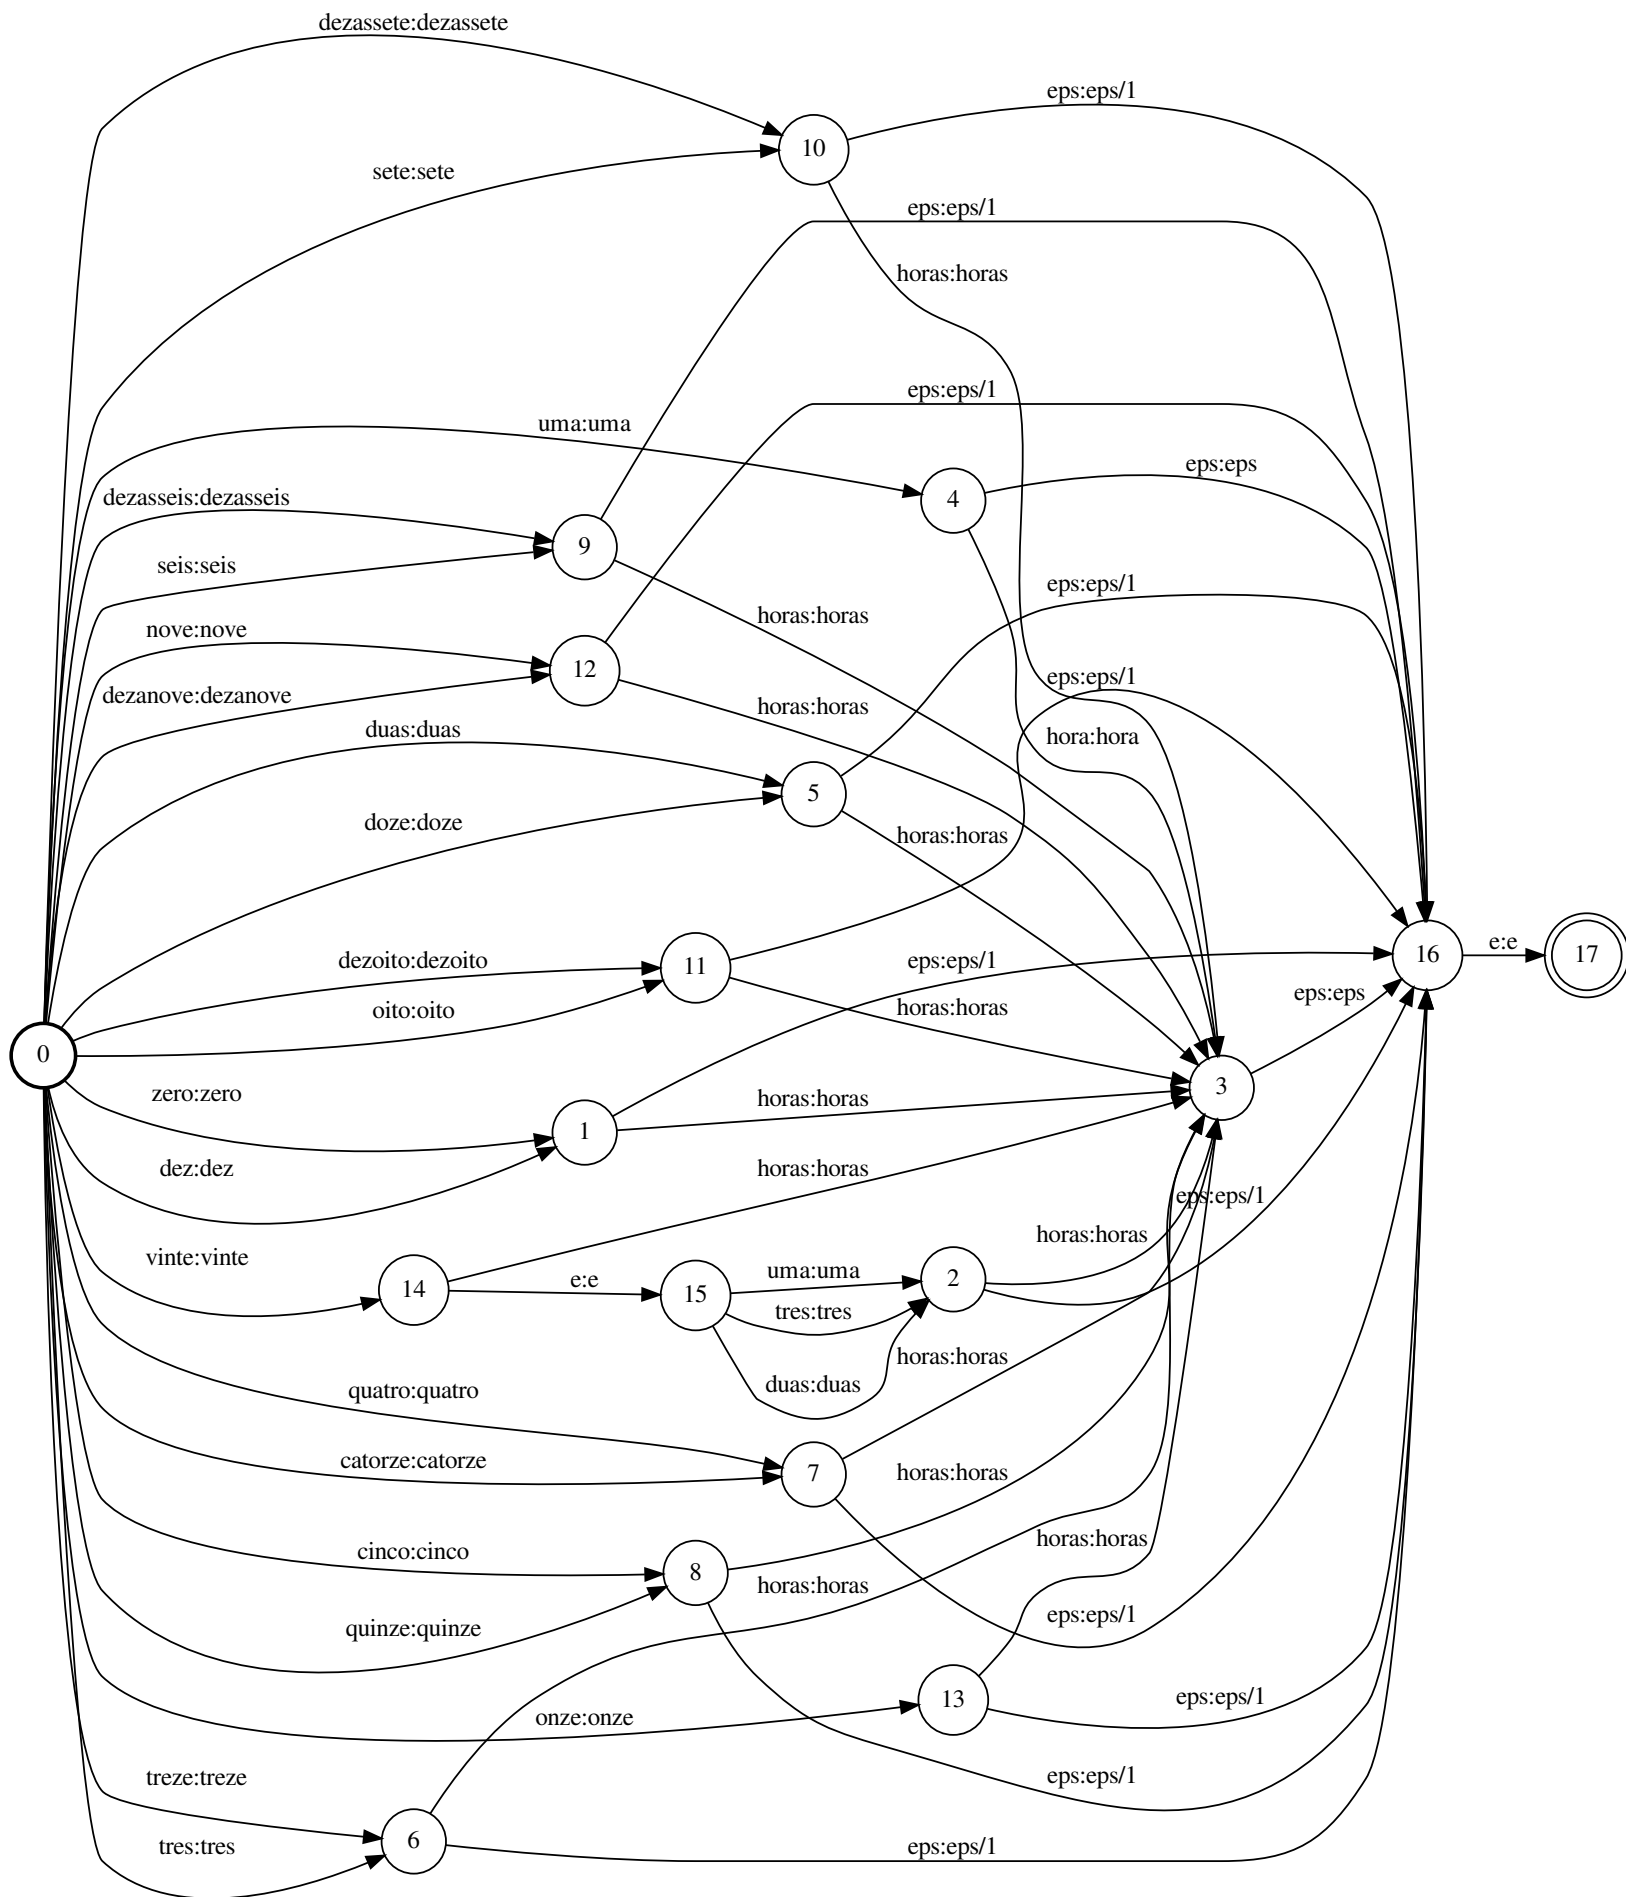 dezassete:dezassete
eps:eps/1
10
sete:sete
eps:eps/1
horas:horas
eps:eps/1
uma:uma
eps:eps
dezasseis:dezasseis
4
9
seis:seis
eps:eps/1
horas:horas
nove:nove
12
eps:eps/1
dezanove:dezanove
horas:horas
duas:duas
hora:hora
5
doze:doze
horas:horas
e:e
16
17
dezoito:dezoito
11
eps:eps/1
eps:eps
oito:oito
horas:horas
0
3
zero:zero
horas:horas
1
dez:dez
horas:horas
eps:eps/1
horas:horas
vinte:vinte
14
e:e
15
uma:uma
2
tres:tres
horas:horas
duas:duas
quatro:quatro
catorze:catorze
7
horas:horas
horas:horas
cinco:cinco
8
horas:horas
eps:eps/1
quinze:quinze
13
eps:eps/1
onze:onze
treze:treze
eps:eps/1
6
tres:tres
eps:eps/1